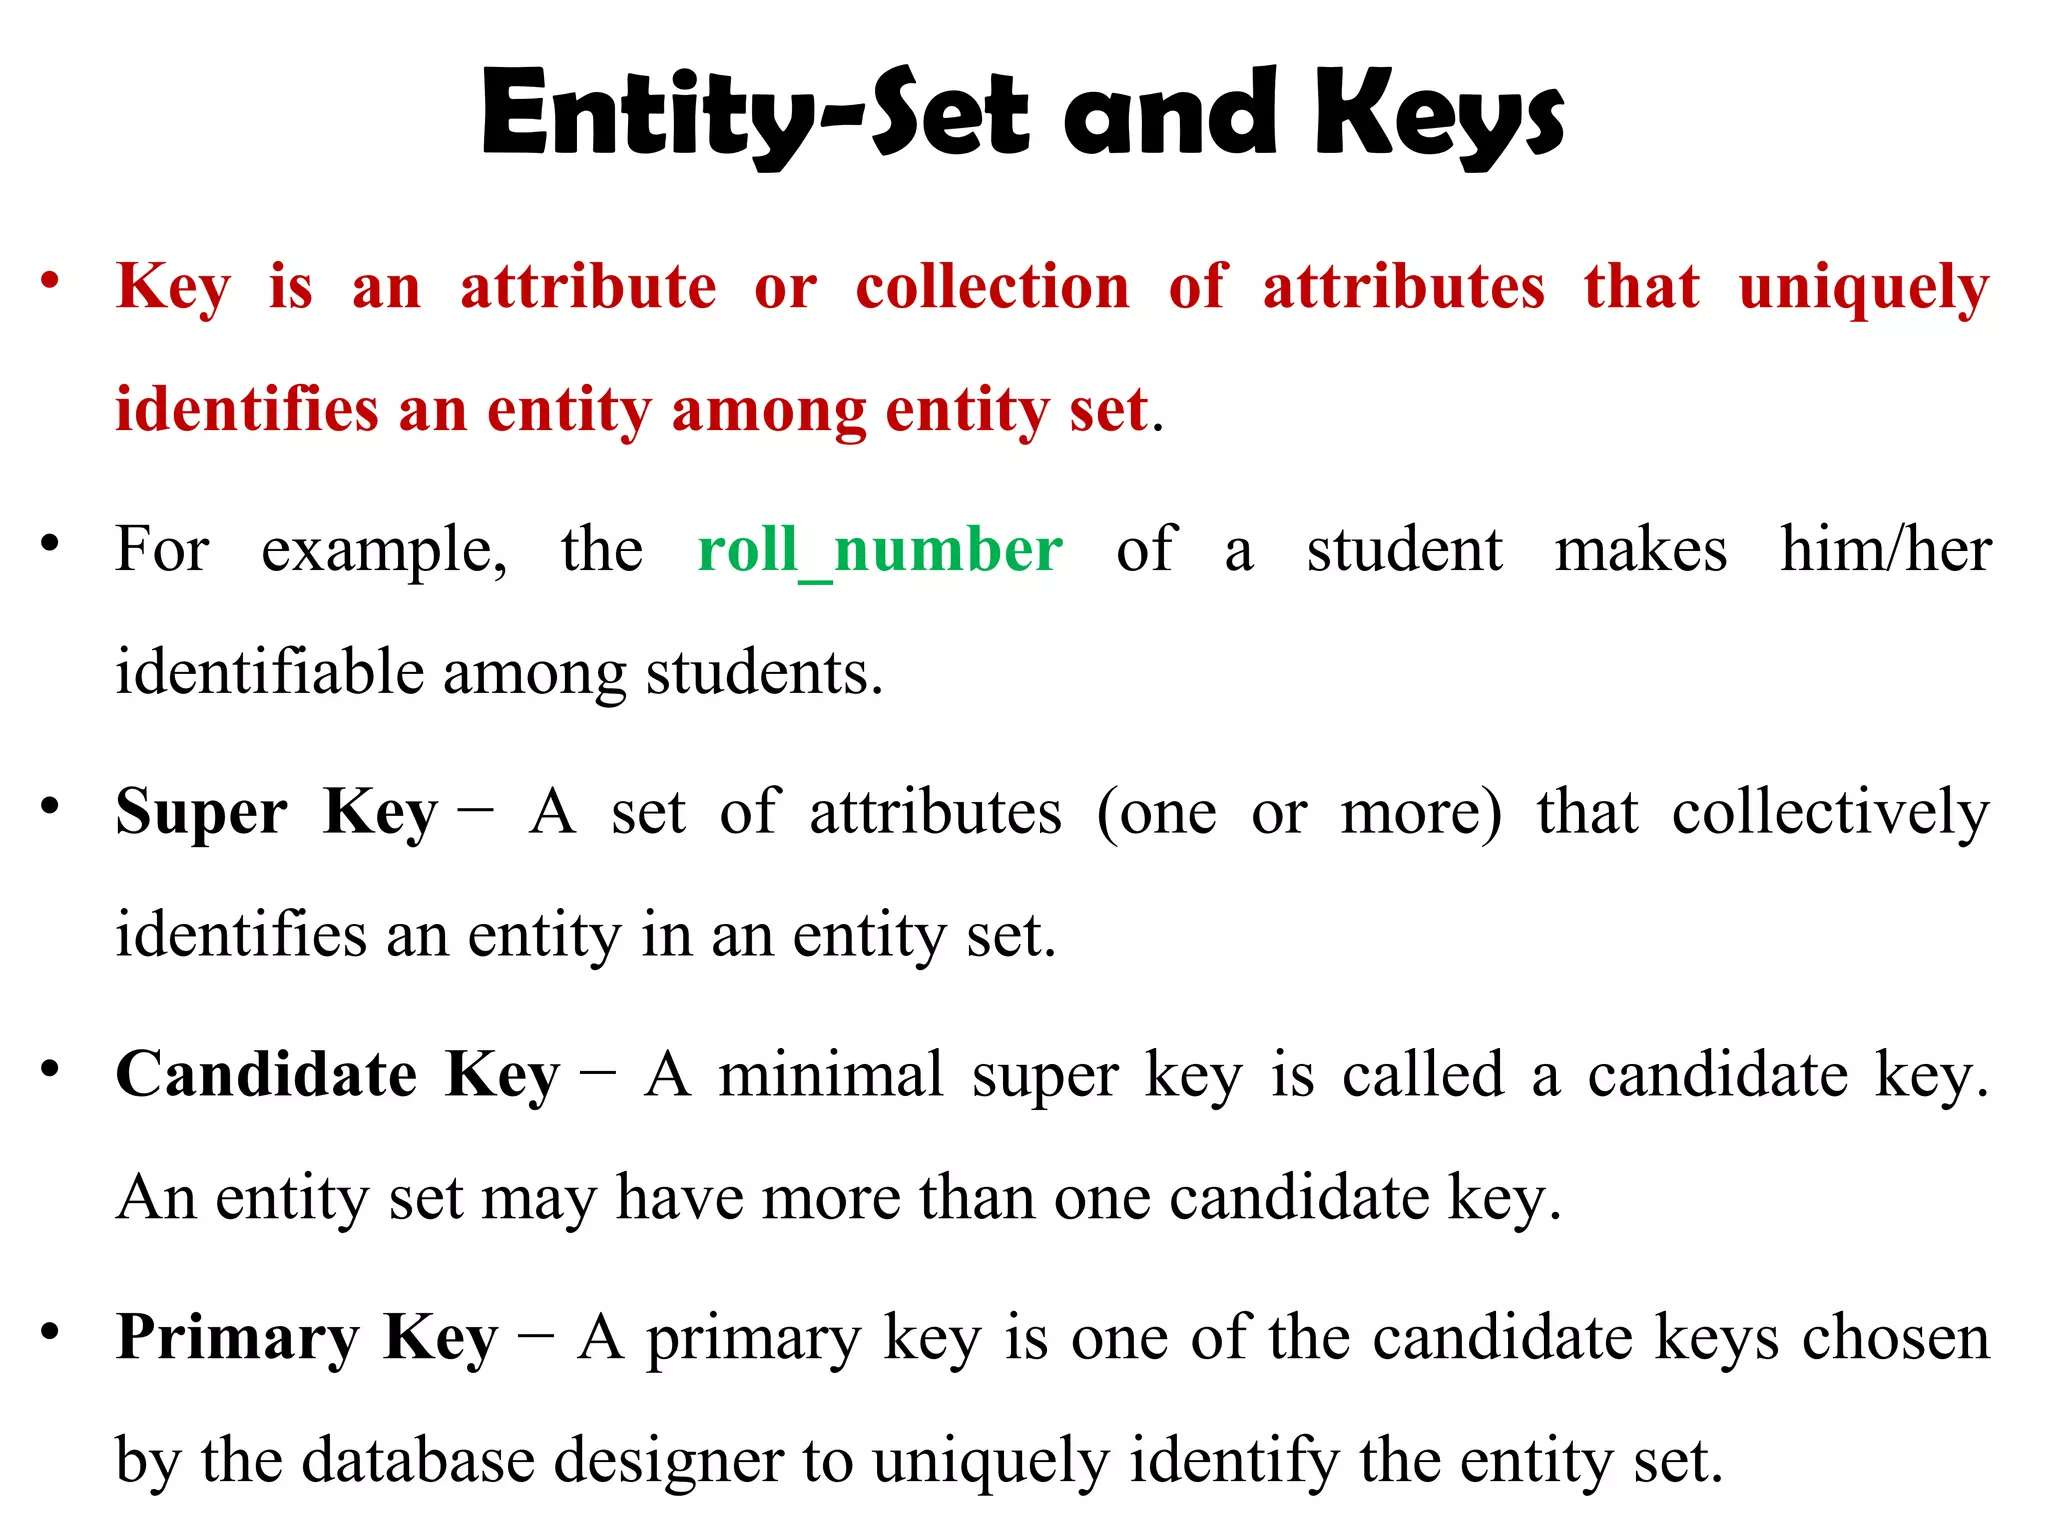 Entity-Set and Keys
• Key is an attribute or collection of attributes that uniquely
identifies an entity among entity set.
• For example, the roll_number of a student makes him/her
identifiable among students.
• Super Key − A set of attributes (one or more) that collectively
identifies an entity in an entity set.
• Candidate Key − A minimal super key is called a candidate key.
An entity set may have more than one candidate key.
• Primary Key − A primary key is one of the candidate keys chosen
by the database designer to uniquely identify the entity set.